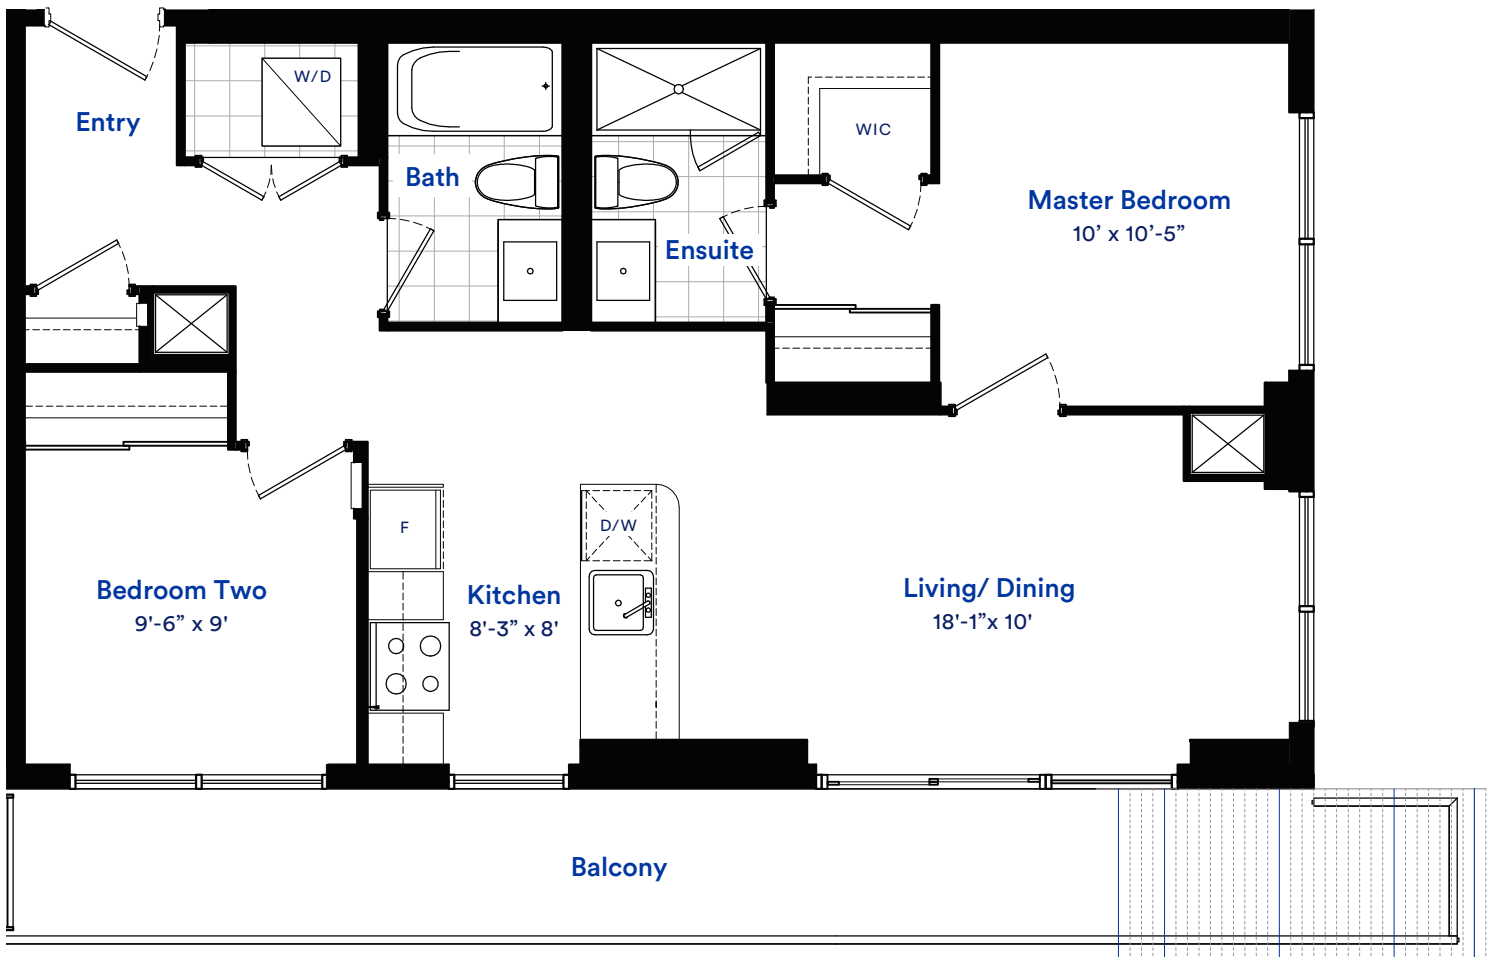 W/D
Entry
WIC
Bath
Master Bedroom
10’ x 10’-5”
Ensuite
F
D/W
Bedroom Two
9'-6” x 9'
Kitchen
8'-3” x 8'
Living/ Dining
18'-1”x 10'
Balcony